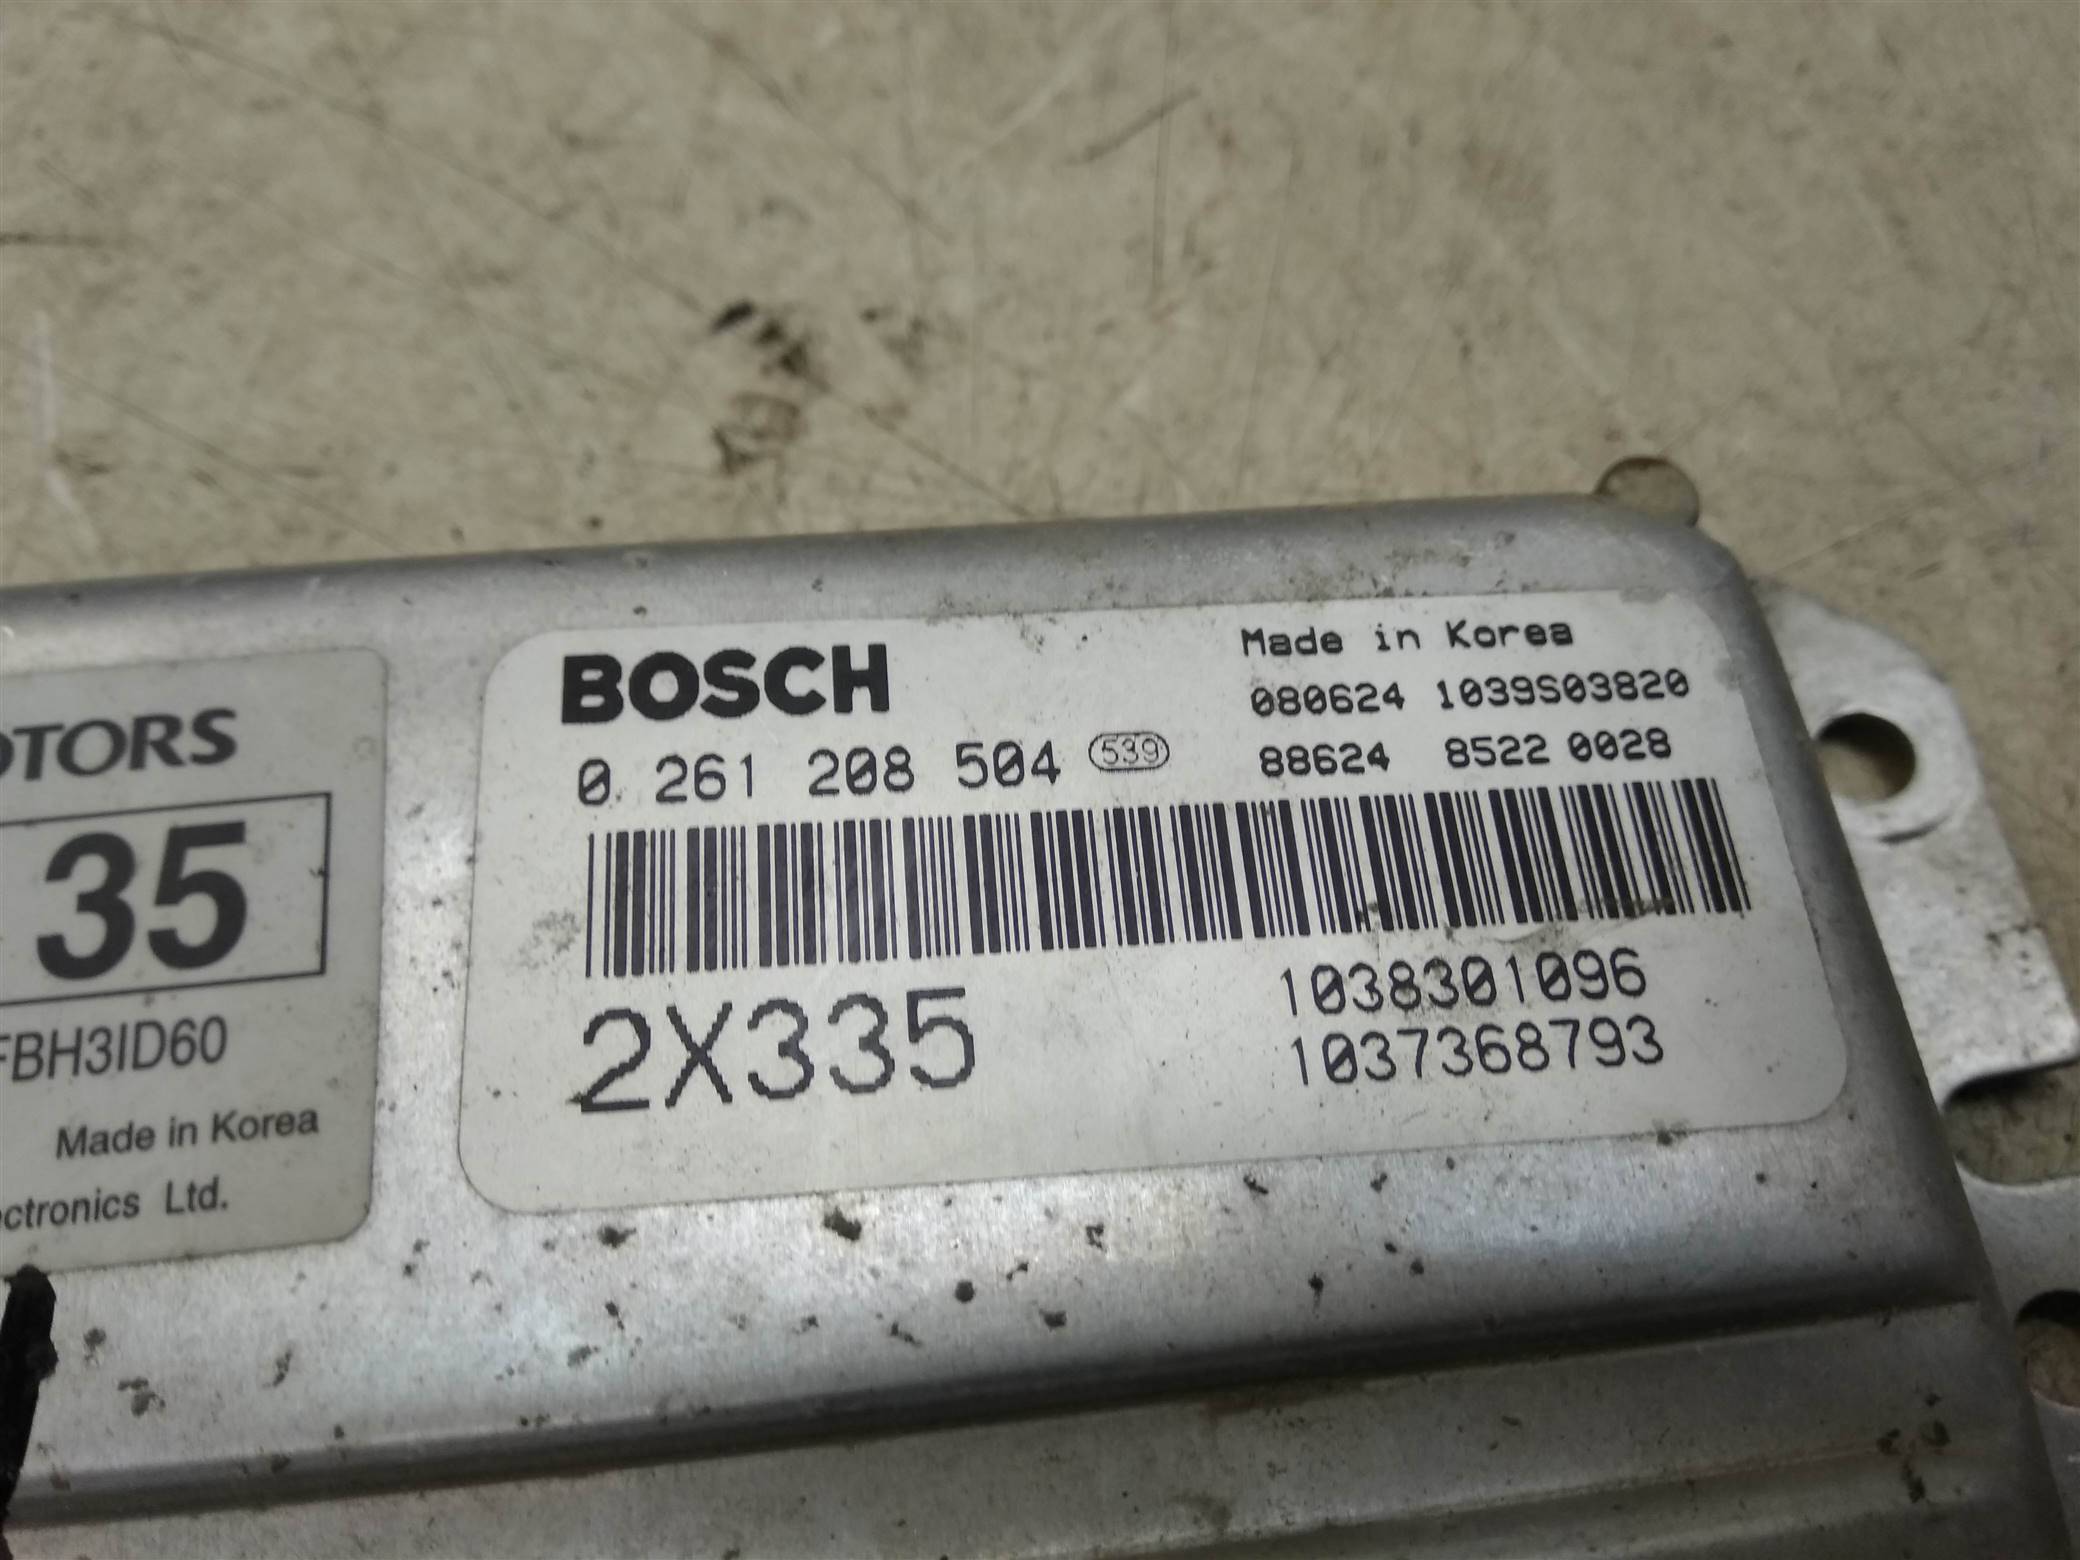 OTORS
35
FBH3ID60
Made in Korea
ectronics Ltd.
BOSCH
Made in Korea
080624 1039S03820
0 261 208 504 539
88624 8522 0028
2X335
1038301096
1037368793